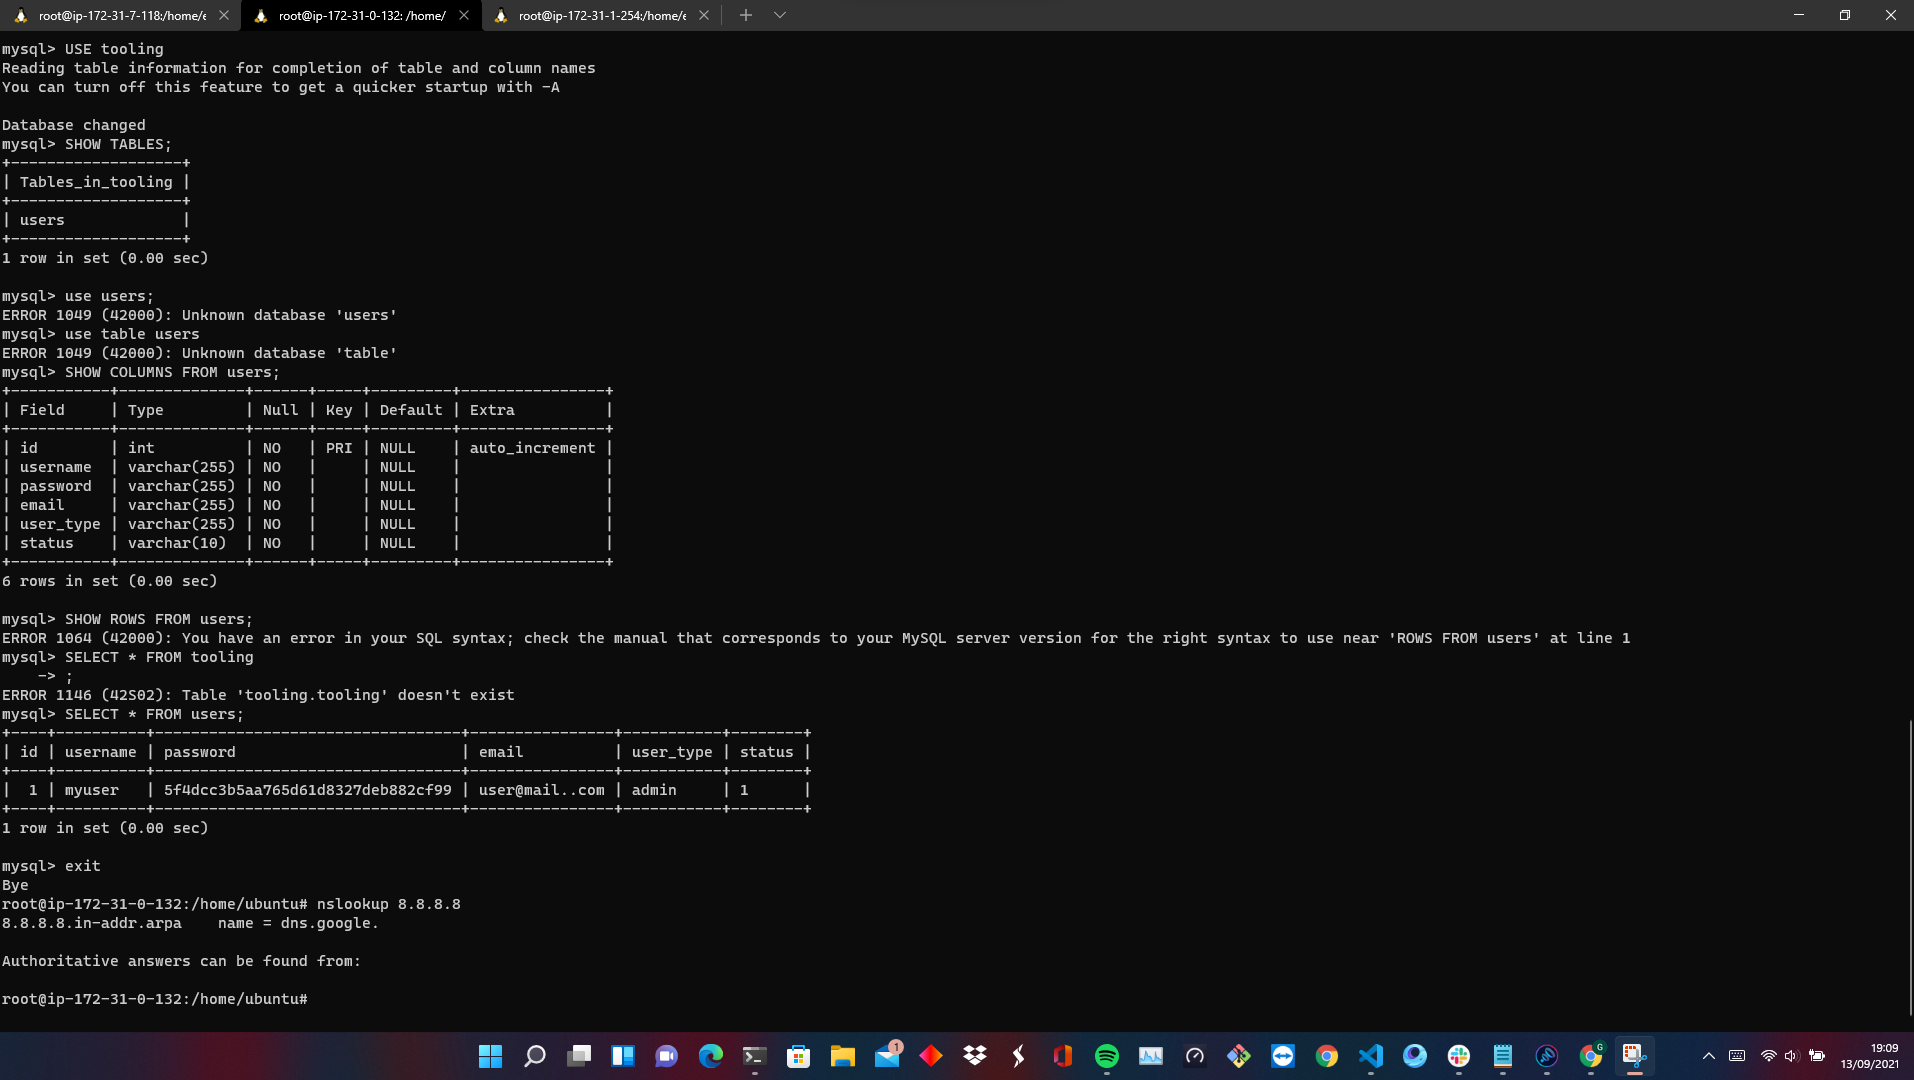 root@ip-172-31-7-118:/home/e
root@ip-172-31-0-132: /home/
root@ip-172-31-1-254:/home/e
mysql> USE tooling
Reading table information for completion of table and column names
You can turn off this feature to get a quicker startup with -A
Database changed
mysql> SHOW TABLES;
+-------------------+
| Tables_in_tooling |
+-------------------+
| users             |
+-------------------+
1 row in set (0.00 sec)
mysql> use users;
ERROR 1049 (42000): Unknown database 'users'
mysql> use table users
ERROR 1049 (42000): Unknown database 'table'
mysql> SHOW COLUMNS FROM users;
+-----------+--------------+------+-----+---------+----------------+
| Field     | Type         | Null | Key | Default | Extra          |
+-----------+--------------+------+-----+---------+----------------+
| id        | int          | NO   | PRI | NULL    | auto_increment |
| username  | varchar(255) | NO   |     | NULL    |                |
| password  | varchar(255) | NO   |     | NULL    |                |
| email     | varchar(255) | NO   |     | NULL    |                |
| user_type | varchar(255) | NO   |     | NULL    |                |
| status    | varchar(10)  | NO   |     | NULL    |                |
+-----------+--------------+------+-----+---------+----------------+
6 rows in set (0.00 sec)
mysql> SHOW ROWS FROM users;
ERROR 1064 (42000): You have an error in your SQL syntax; check the manual that corresponds to your MySQL server version for the right syntax to use near 'ROWS FROM users' at line 1
mysql> SELECT * FROM tooling
    -> ;
ERROR 1146 (42S02): Table 'tooling.tooling' doesn't exist
mysql> SELECT * FROM users;
+----+----------+----------------------------------+----------------+-----------+--------+
| id | username | password                         | email          | user_type | status |
+----+----------+----------------------------------+----------------+-----------+--------+
|  1 | myuser   | 5f4dcc3b5aa765d61d8327deb882cf99 | user@mail..com | admin     | 1      |
+----+----------+----------------------------------+----------------+-----------+--------+
1 row in set (0.00 sec)
mysql> exit
Bye
root@ip-172-31-0-132:/home/ubuntu# nslookup 8.8.8.8
8.8.8.8.in-addr.arpa    name = dns.google.
Authoritative answers can be found from:
root@ip-172-31-0-132:/home/ubuntu#
1
G
19:09
13/09/2021